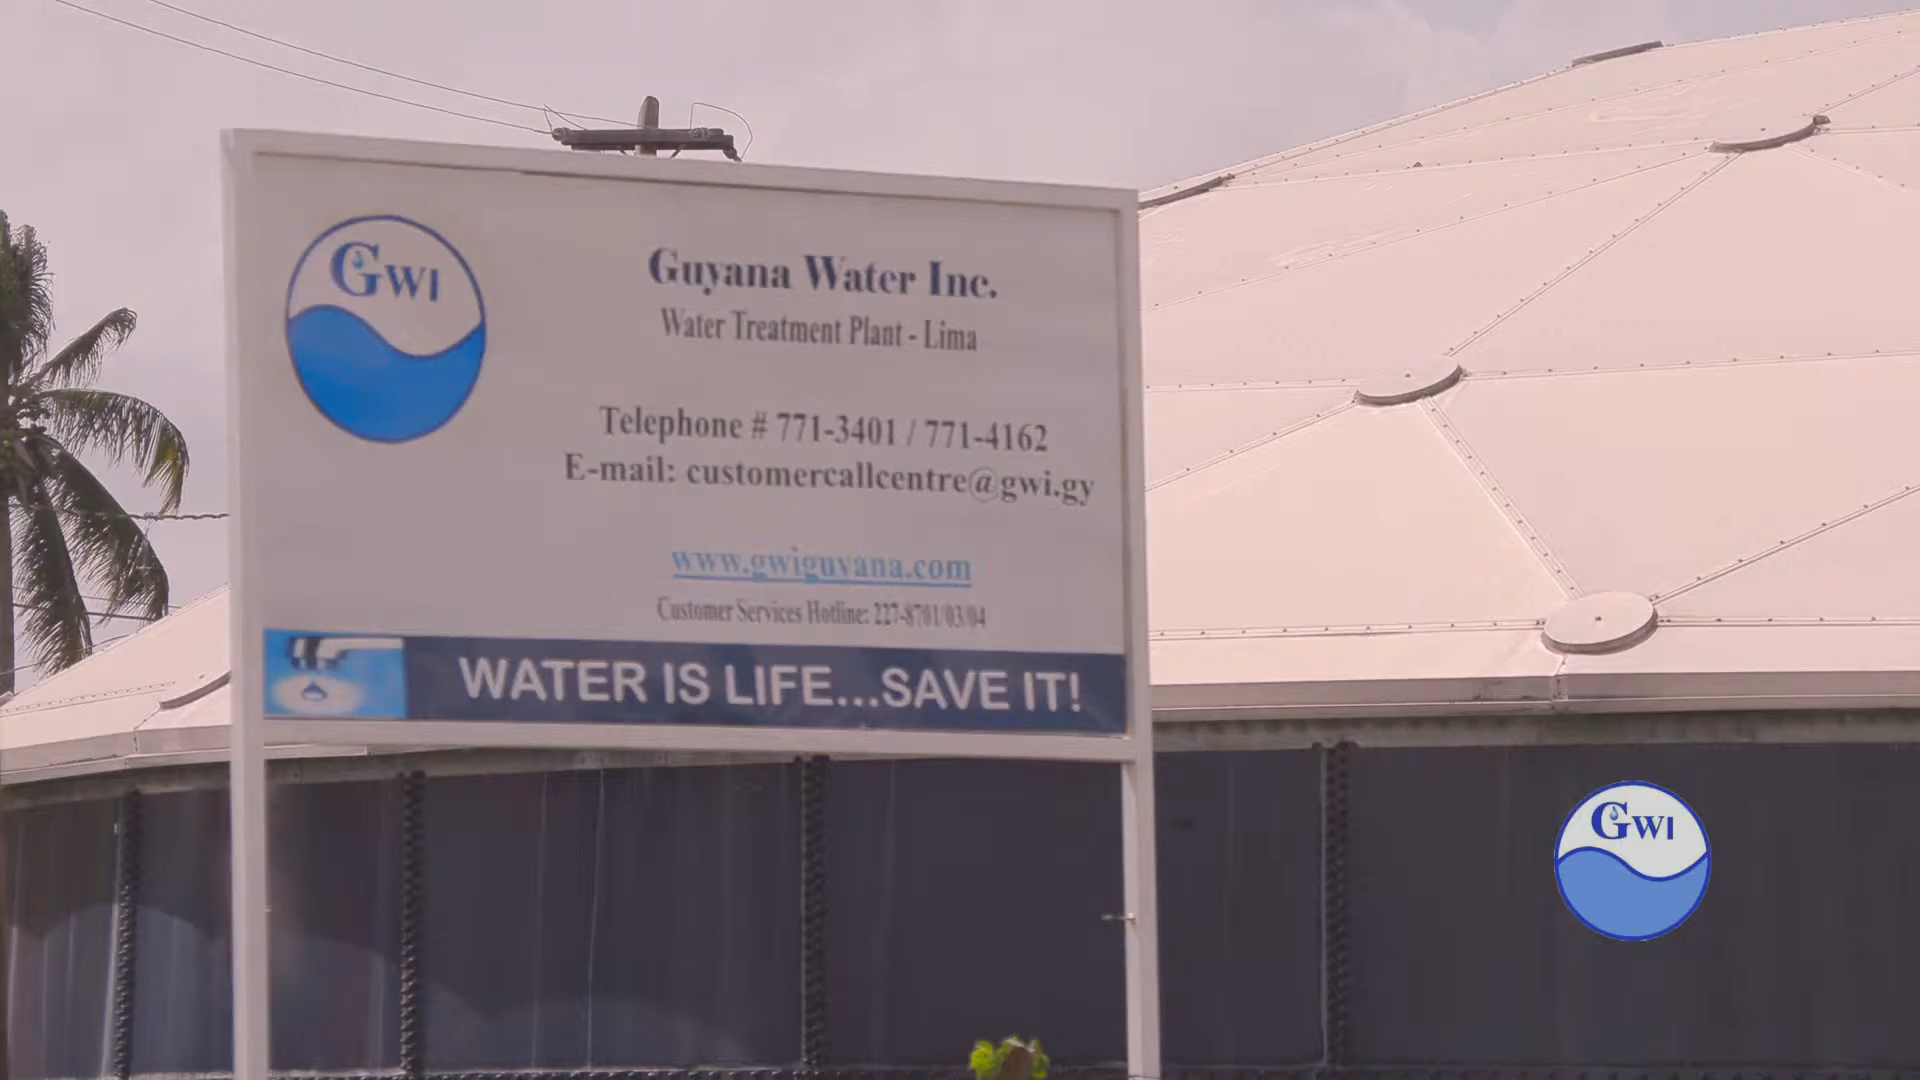 GWI
Guyana Water Inc.
Water Treatment Plant - Lima
Telephone # 771-3401 / 771-4162
E-mail: customercallcentre@gwi.gy
www.gwiguyana.com
Customer Services Hotline: 227-8701/03/04
WATER IS LIFE...SAVE IT!
GWI